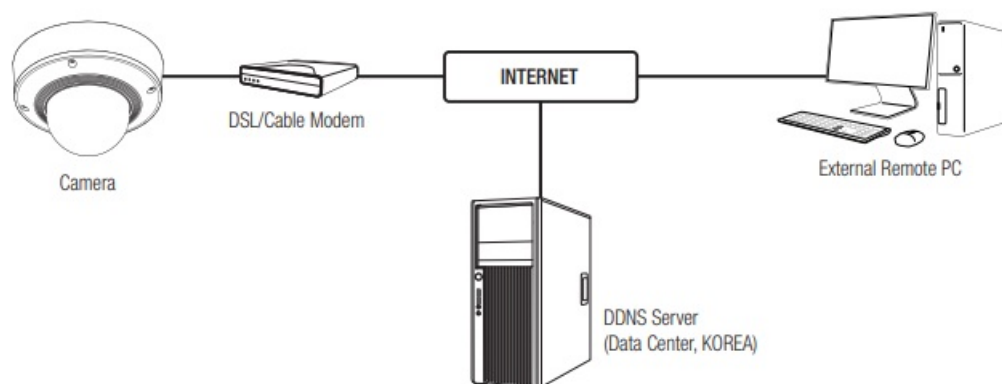 INTERNET
DSL/Cable Modem
Camera
External Remote PC
DDNS Server
(Data Center, KOREA)